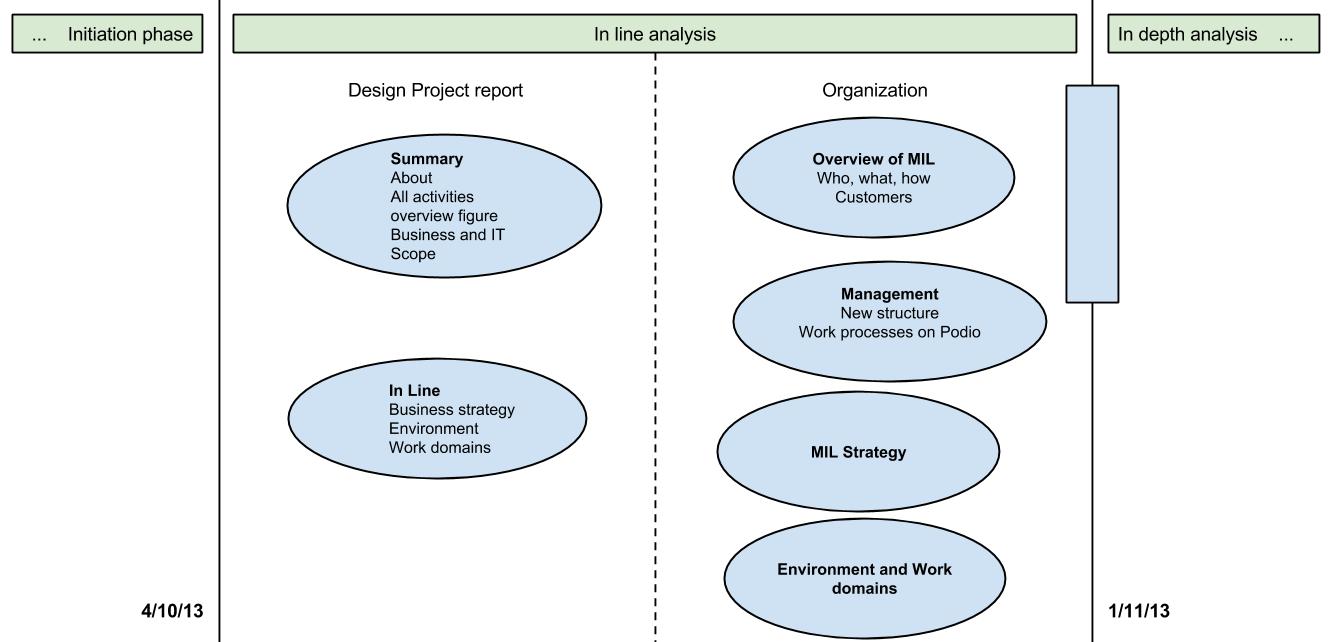 ... Initiation phase
In line analysis
In depth analysis ...
Design Project report
Summary
About
All activities
overview figure
Business and IT
Scope
In Line
Business strategy
Environment
Work domains
Organization
Overview of MIL
Who, what, how
Customers
Management
New structure
Work processes on Podio
MIL Strategy
Environment and Work
domains
4/10/13
1/11/13